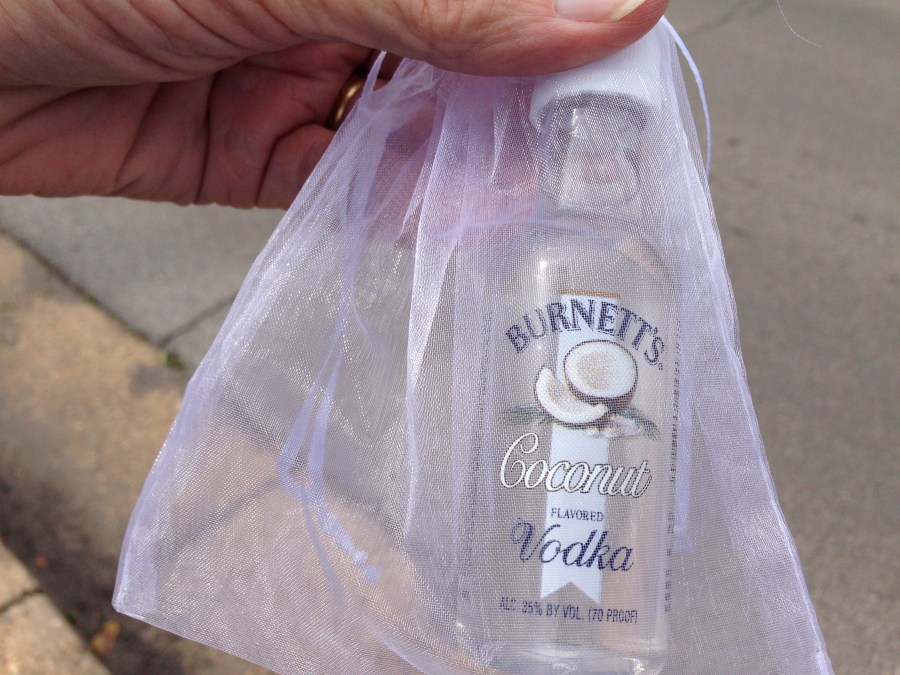 BURNETT'S
Coconut
FLAVORED
Vodka
ALC. 35% BY VOL. (70 PROOF)